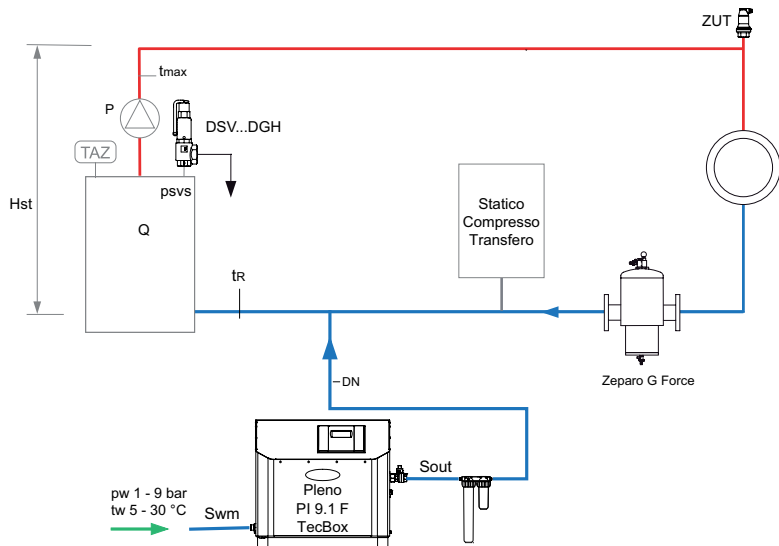 ZUT
tmax
P
DSV...DGH
TAZ
psvs
Hst
Q
Statico
Compresso
Transfero
tR
Zeparo G Force
DN
Sout
Pleno
PI 9.1 F
TecBox
pw 1 - 9 bar
tw 5 - 30 °C
Swm